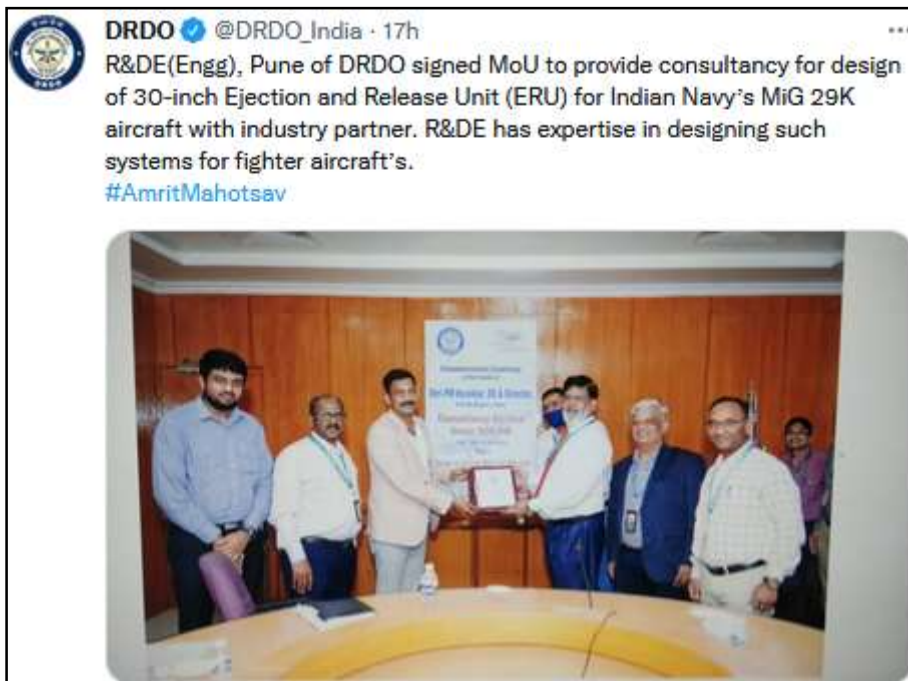 DRDO @DRDO_India · 17h
R&DE(Engg), Pune of DRDO signed MoU to provide consultancy for design
of 30-inch Ejection and Release Unit (ERU) for Indian Navy's MiG 29K
aircraft with industry partner. R&DE has expertise in designing such
systems for fighter aircraft's.
#AmritMahotsav
DRDO